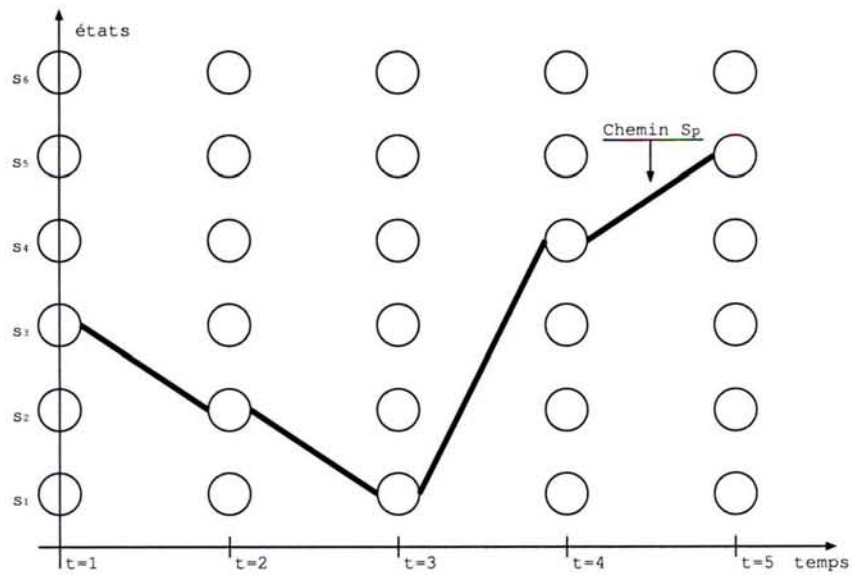 états
S6
Chemin Sp
S5
S4
S3
S2
S1
t=1
t=2
t=3
t=4
t=5
temps